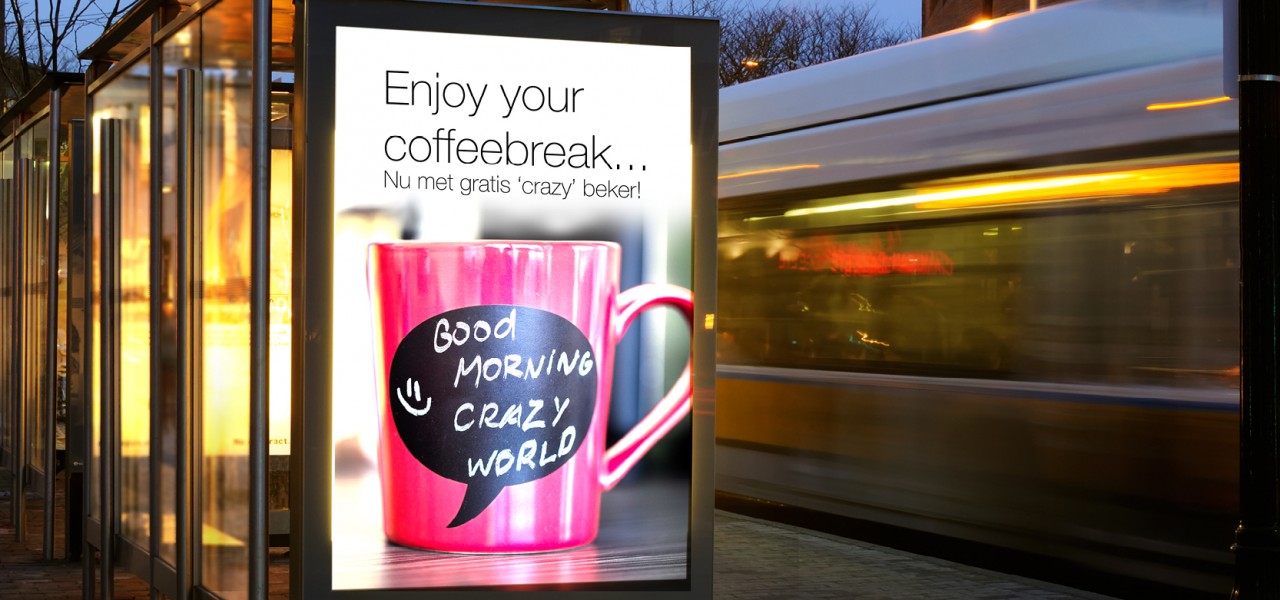 Enjoy your
coffeebreak...
Nu met gratis ‘crazy’ beker!
GOOD
MORNING
CRAZY
WORLD